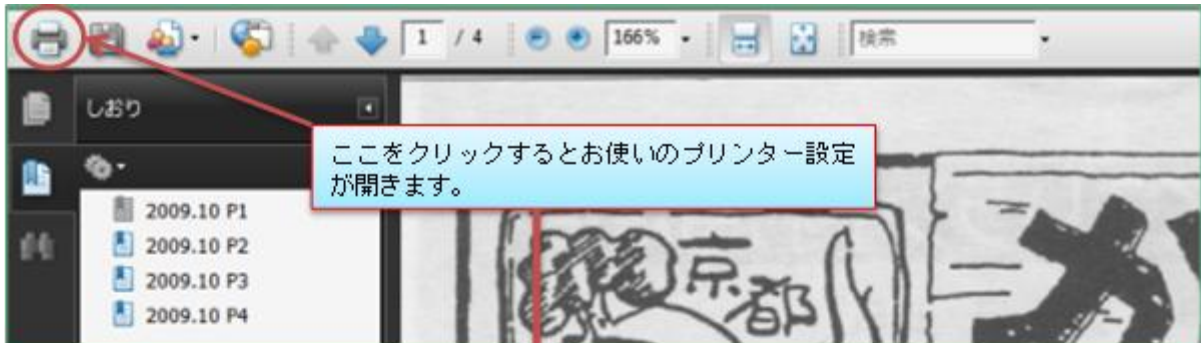 1 / 4 166% 検索
しおり
ここをクリックするとお使いのプリンター設定
が開きます。
2009.10 P1
2009.10 P2
2009.10 P3
2009.10 P4
京都